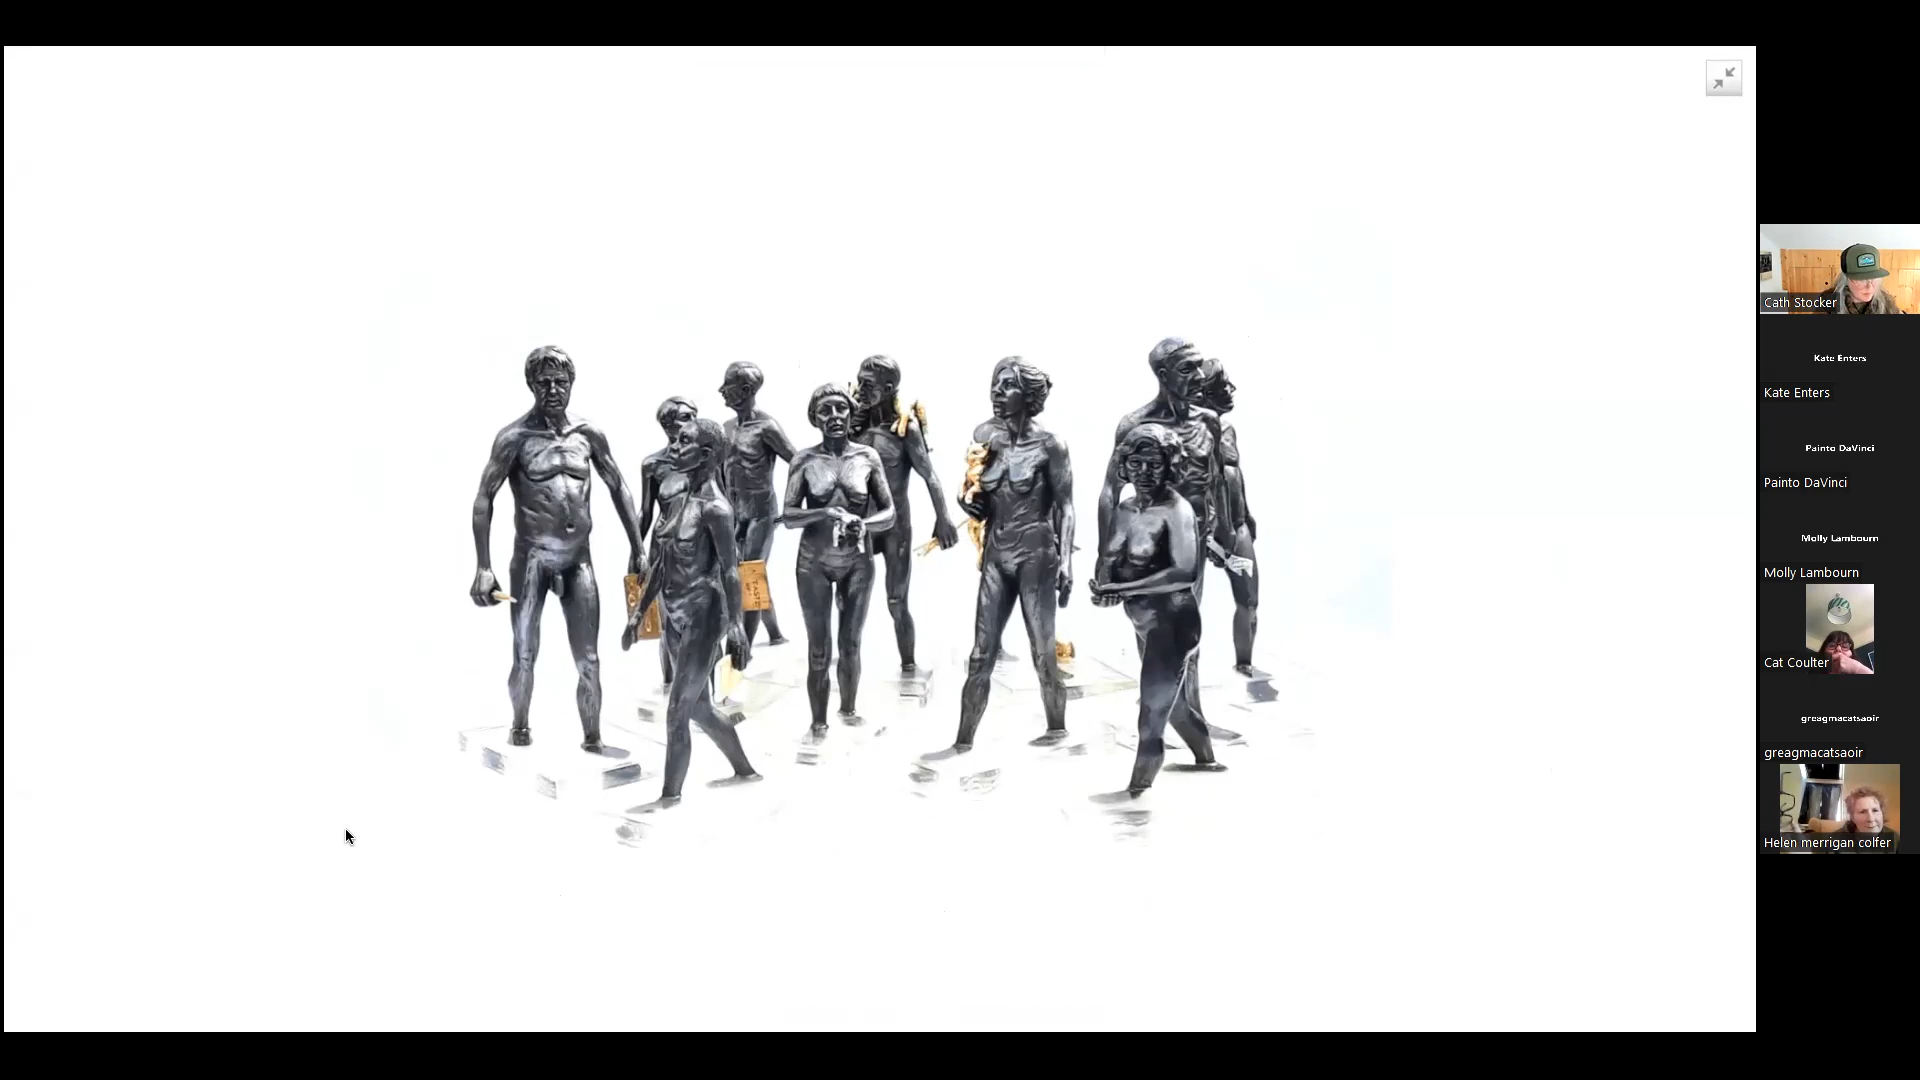 Cath Stocker
Kate Enters
Kate Enters
Painto DaVinci
Painto DaVinci
Molly Lambourn
Molly Lambourn
Cat Coulter
greagmacatsaoir
greagmacatsaoir
Helen merrigan colfer